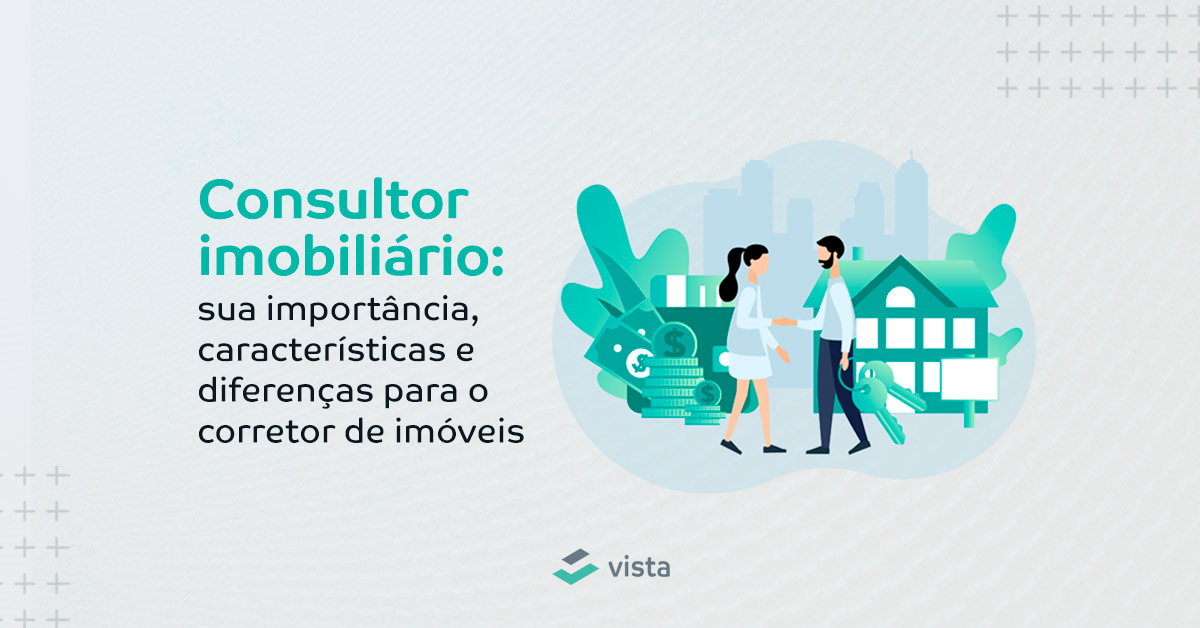 Consultor
imobiliário:
sua importância,
características e
diferenças para o
corretor de imóveis
$
$
$
vista